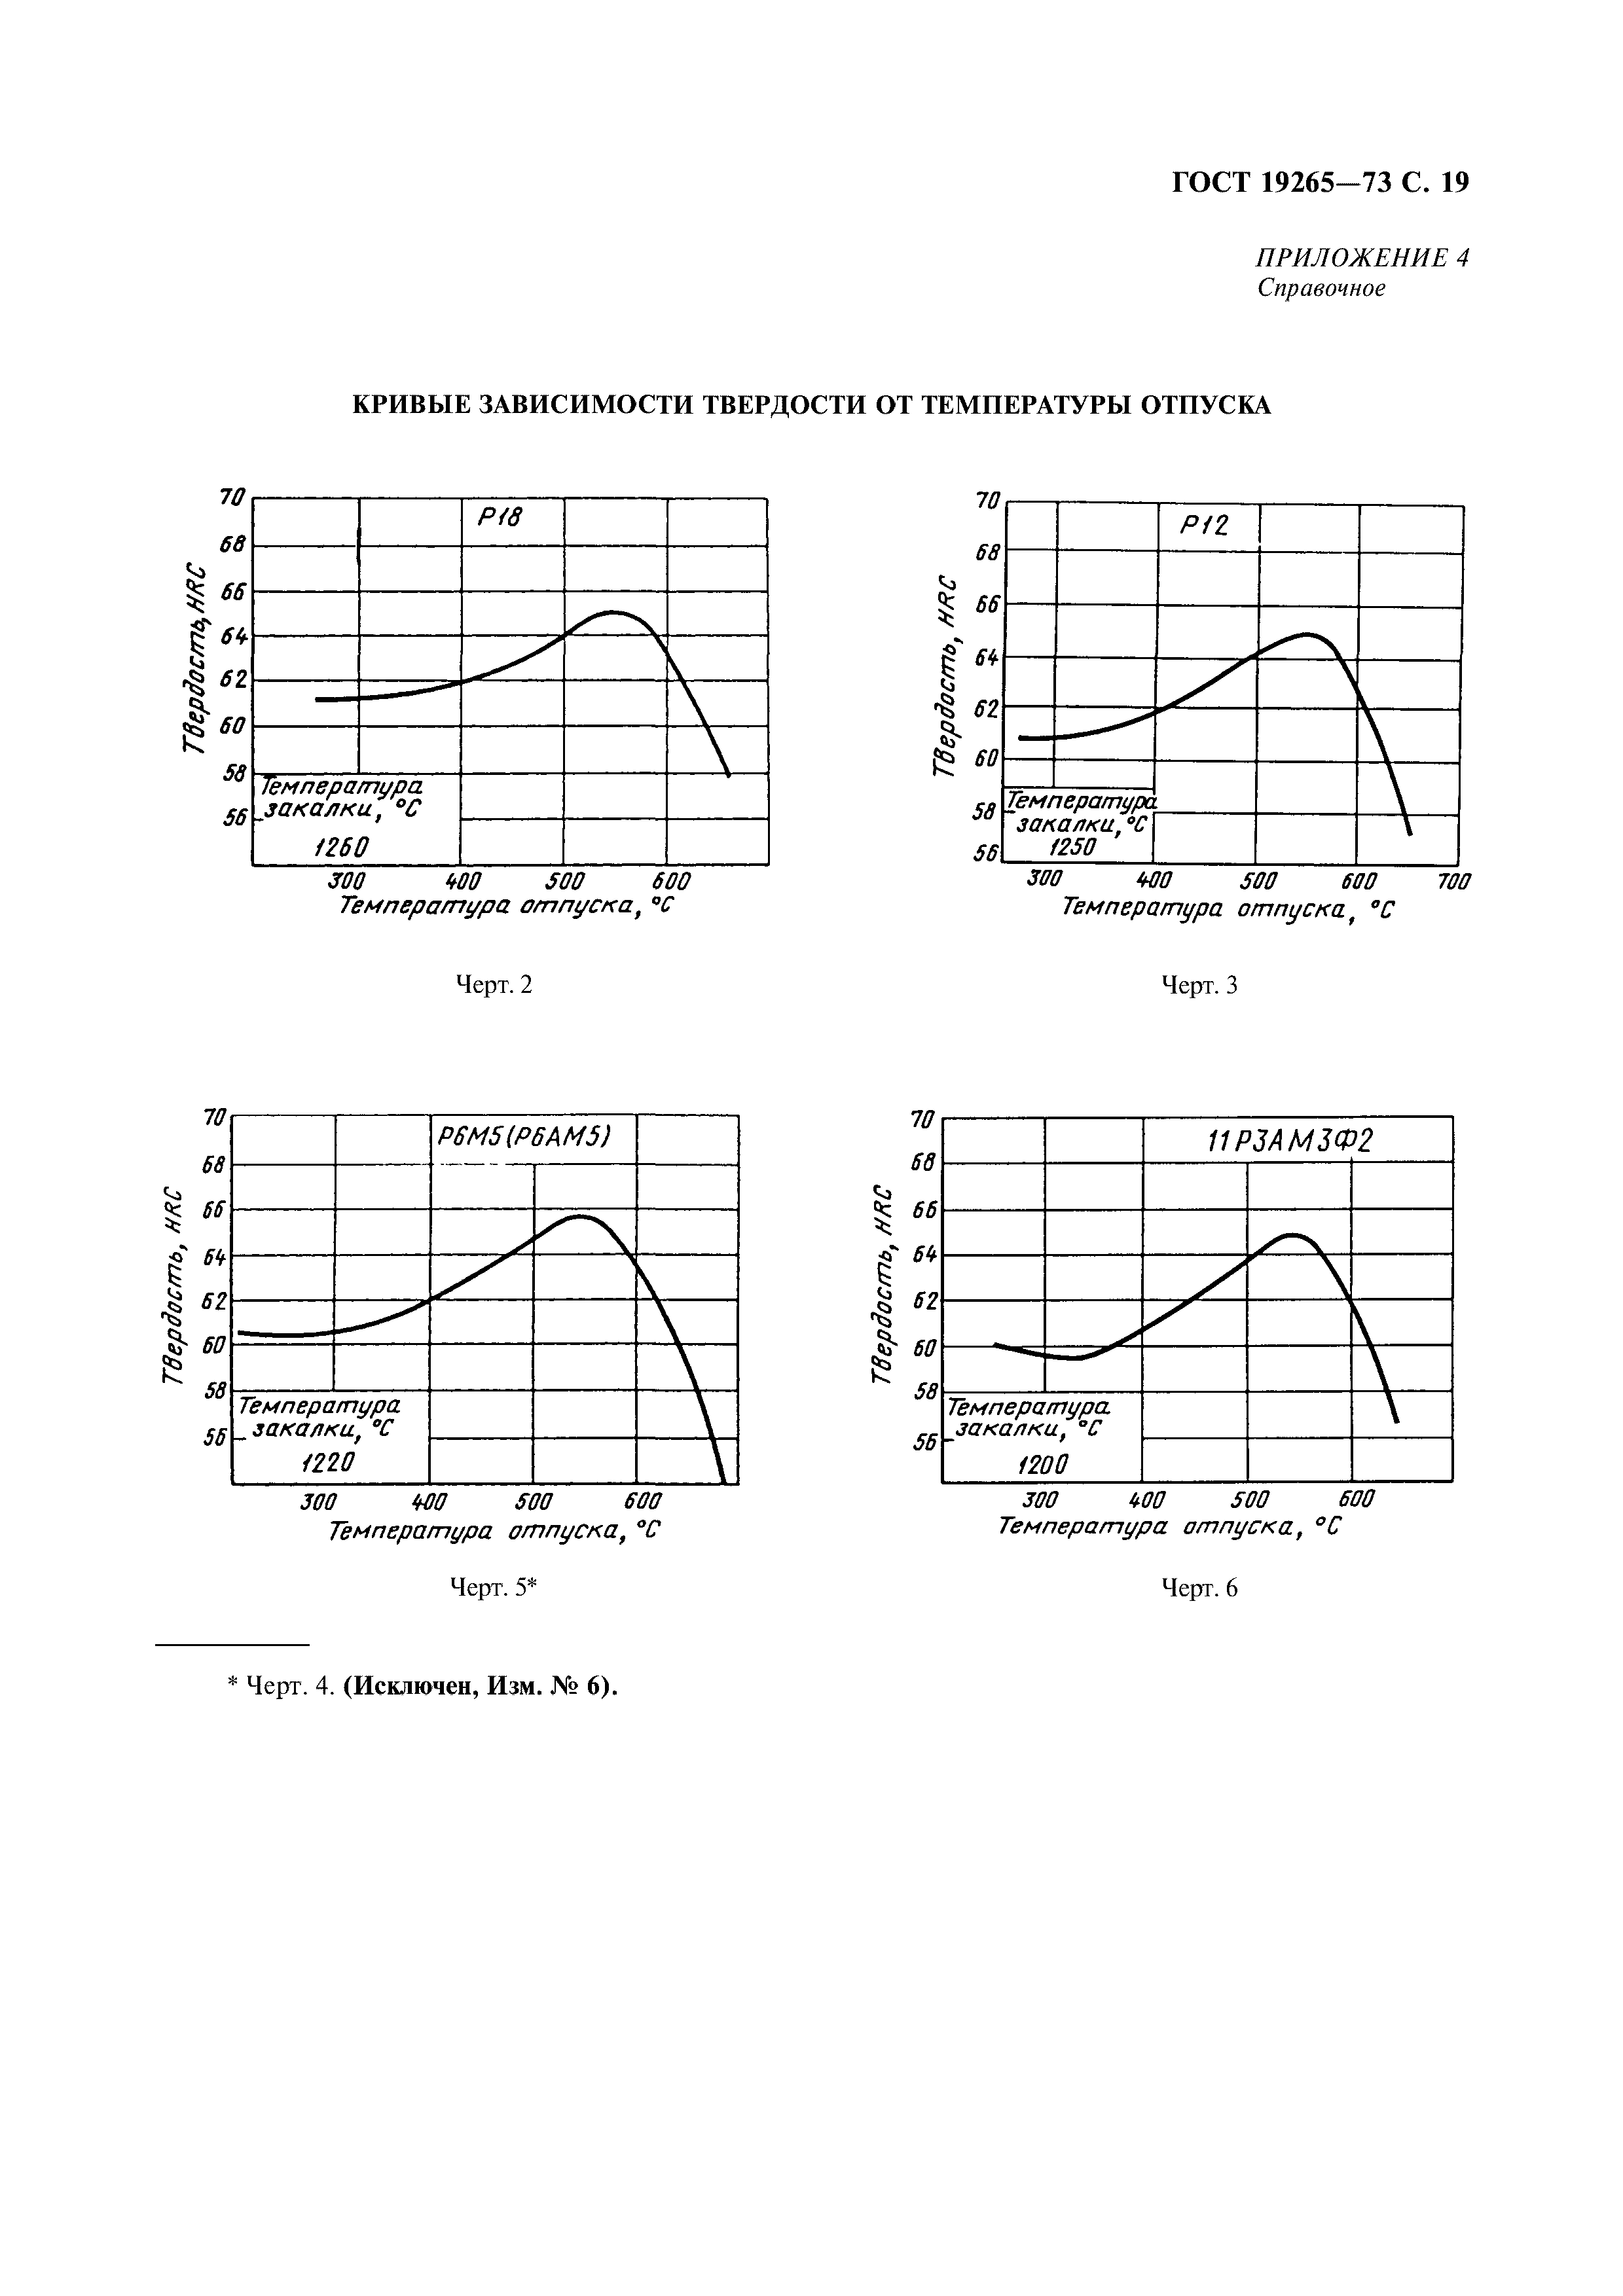 ГОСТ 19265—73 С. 19
ПРИЛОЖЕНИЕ 4
Справочное
КРИВЫЕ ЗАВИСИМОСТИ ТВЕРДОСТИ ОТ ТЕМПЕРАТУРЫ ОТПУСКА
Р18
Твердость, HRC
70
68
66
64
62
60
58
56
Температура
закалки, °С
1260
300 400 500 600
Температура отпуска, °С
Черт. 2
Р12
Твердость, HRC
70
68
66
64
62
60
58
56
Температура
закалки, °С
1250
300 400 500 600 700
Температура отпуска, °С
Черт. 3
Р6М5(Р6АМ5)
Твердость, HRC
70
68
66
64
62
60
58
56
Температура
закалки, °С
1220
300 400 500 600
Температура отпуска, °С
Черт. 5*
11Р3АМ3Ф2
Твердость, HRC
70
68
66
64
62
60
58
56
Температура
закалки, °С
1200
300 400 500 600
Температура отпуска, °С
Черт. 6
* Черт. 4. (Исключен, Изм. № 6).